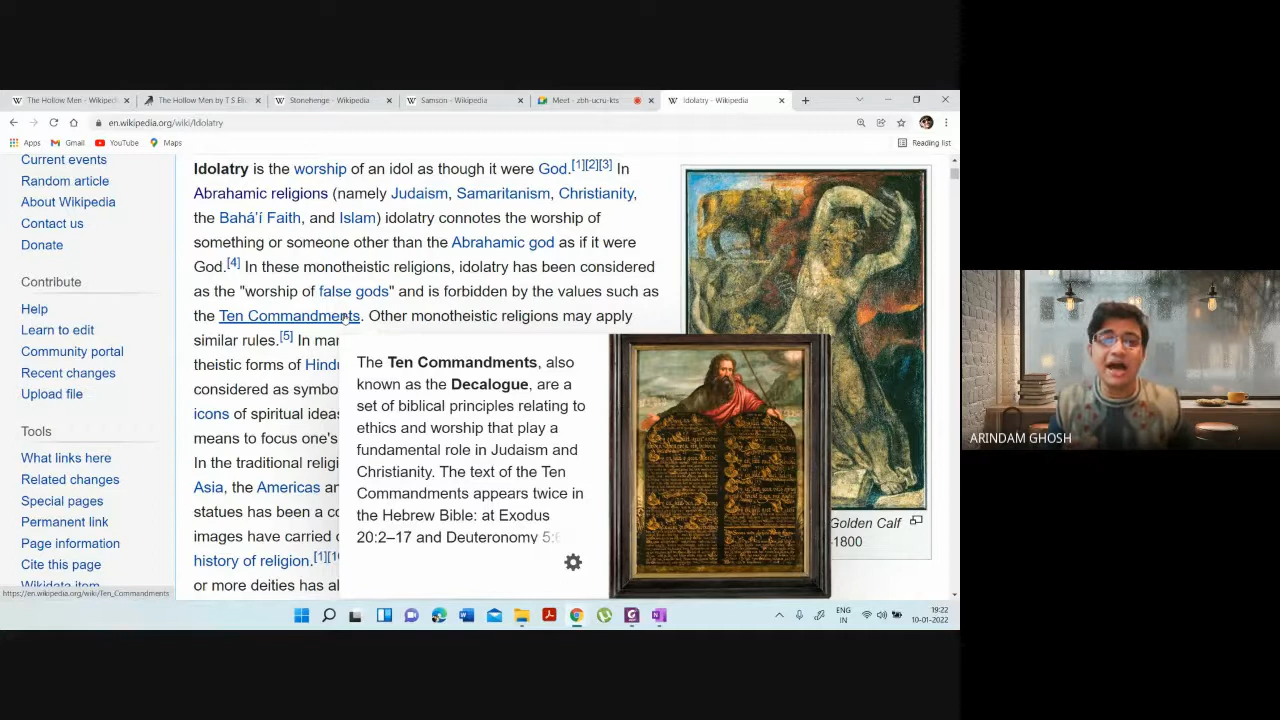 The Hollow Men - Wikipedi
The Hollow Men by T S Elio
Stonehenge - Wikipedia
Samson - Wikipedia
Meet - zbh-ucru-kts
Idolatry - Wikipedia
en.wikipedia.org/wiki/Idolatry
Apps
Gmail
YouTube
Maps
Reading list
Current events
Random article
About Wikipedia
Contact us
Donate
Contribute
Help
Learn to edit
Community portal
Recent changes
Upload file
Tools
What links here
Related changes
Special pages
Permanent link
Page information
Cite this page
Wikidata item
https://en.wikipedia.org/wiki/Ten_Commandments
Idolatry is the worship of an idol as though it were God.[1][2][3] In
Abrahamic religions (namely Judaism, Samaritanism, Christianity,
the Bahá'í Faith, and Islam) idolatry connotes the worship of
something or someone other than the Abrahamic god as if it were
God.[4] In these monotheistic religions, idolatry has been considered
as the "worship of false gods" and is forbidden by the values such as
the Ten Commandments. Other monotheistic religions may apply
similar rules.[5] In mar
theistic forms of Hindu
considered as symbo
icons of spiritual ideas
means to focus one's
In the traditional religi
Asia, the Americas an
statues has been a co
images have carried
history of religion.[1]
or more deities has al
The Ten Commandments, also
known as the Decalogue, are a
set of biblical principles relating to
ethics and worship that play a
fundamental role in Judaism and
Christianity. The text of the Ten
Commandments appears twice in
the Hebrew Bible: at Exodus
20:2–17 and Deuteronomy 5:6
Golden Calf
1800
ARINDAM GHOSH
ENG
IN
19:22
10-01-2022